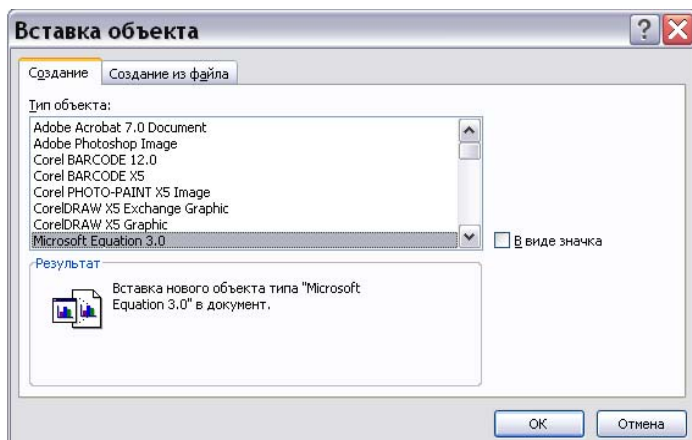 Вставка объекта
Создание
Создание из файла
Тип объекта:
Adobe Acrobat 7.0 Document
Adobe Photoshop Image
Corel BARCODE 12.0
Corel BARCODE X5
Corel PHOTO-PAINT X5 Image
CorelDRAW X5 Exchange Graphic
CorelDRAW X5 Graphic
Microsoft Equation 3.0
В виде значка
Результат
Вставка нового объекта типа "Microsoft
Equation 3.0" в документ.
ОК
Отмена